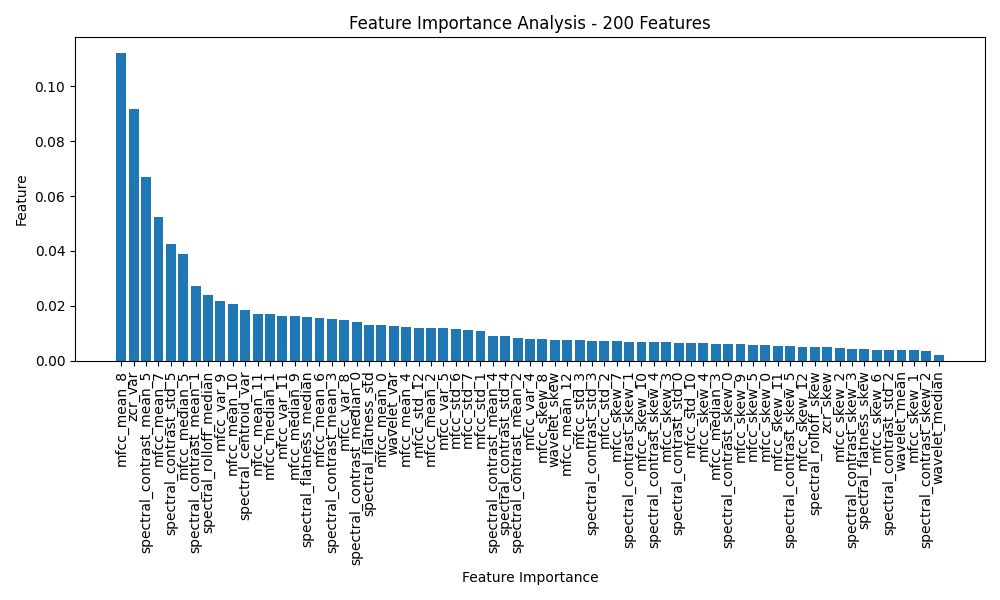 Feature Importance Analysis - 200 Features
Feature
0.10
0.08
0.06
0.04
0.02
0.00
mfcc_mean_8
zcr_var
spectral_contrast_mean_5
mfcc_mean_7
spectral_contrast_std_5
mfcc_median_5
spectral_contrast_mean_1
spectral_rolloff_median
mfcc_var_9
mfcc_mean_10
spectral_centroid_var
mfcc_mean_11
mfcc_median_1
mfcc_var_11
mfcc_median_9
spectral_flatness_median
mfcc_mean_6
spectral_contrast_mean_3
mfcc_var_8
spectral_contrast_median_0
spectral_flatness_std
mfcc_mean_0
wavelet_var
mfcc_mean_4
mfcc_std_12
mfcc_mean_2
mfcc_var_5
mfcc_std_6
mfcc_std_7
mfcc_std_1
spectral_contrast_mean_4
spectral_contrast_std_4
spectral_contrast_mean_2
mfcc_var_4
mfcc_skew_8
wavelet_skew
mfcc_mean_12
mfcc_std_3
spectral_contrast_std_3
mfcc_std_2
mfcc_skew_7
spectral_contrast_skew_1
mfcc_skew_10
spectral_contrast_skew_4
mfcc_skew_3
spectral_contrast_std_0
mfcc_std_10
mfcc_skew_4
mfcc_median_3
spectral_contrast_skew_0
mfcc_skew_9
mfcc_skew_5
mfcc_skew_0
mfcc_skew_11
spectral_contrast_skew_5
mfcc_skew_12
spectral_rolloff_skew
zcr_skew
mfcc_skew_2
spectral_contrast_skew_3
spectral_flatness_skew
mfcc_skew_6
spectral_contrast_std_2
wavelet_mean
mfcc_skew_1
spectral_contrast_skew_2
wavelet_median
Feature Importance